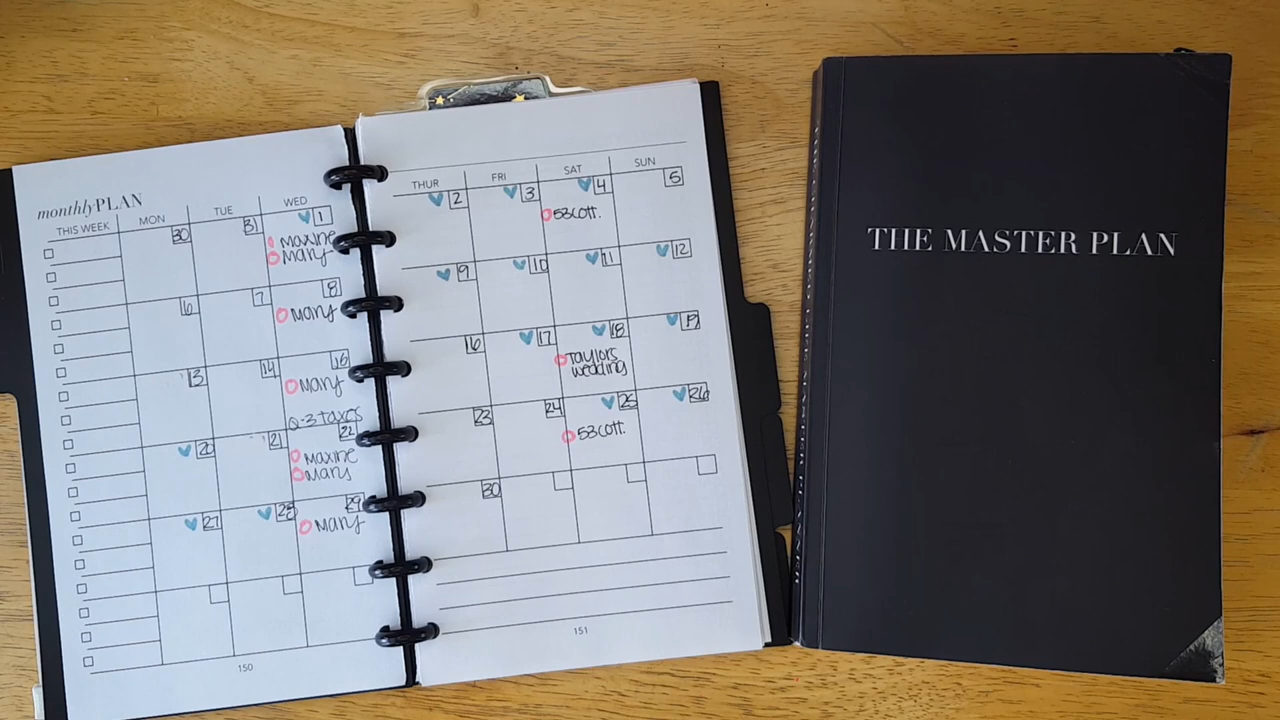 monthlyPLAN
THIS WEEK MON TUE WED
30 31 1
Maxine
Mary
6 7 8
Mary
13 14 15
Mary
Q-3 taxes
20 21 22
Maxine
Mary
27 28 29
Mary
150
THUR FRI SAT SUN
2 3 4 5
53cott.
9 10 11 12
16 17 18 19
Taylors
wedding
23 24 25 26
53cott.
30
151
THE MASTER PLAN